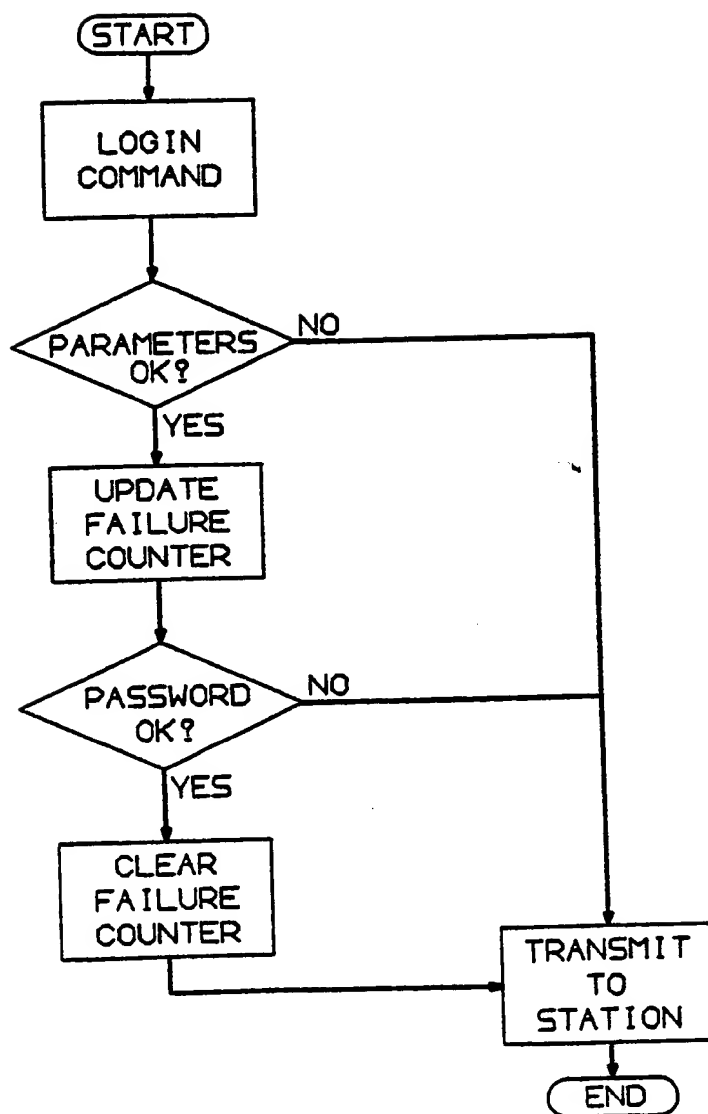 START
LOGIN
COMMAND
NO
PARAMETERS
OK?
YES
UPDATE
FAILURE
COUNTER
NO
PASSWORD
OK?
YES
CLEAR
FAILURE
COUNTER
TRANSMIT
TO
STATION
END